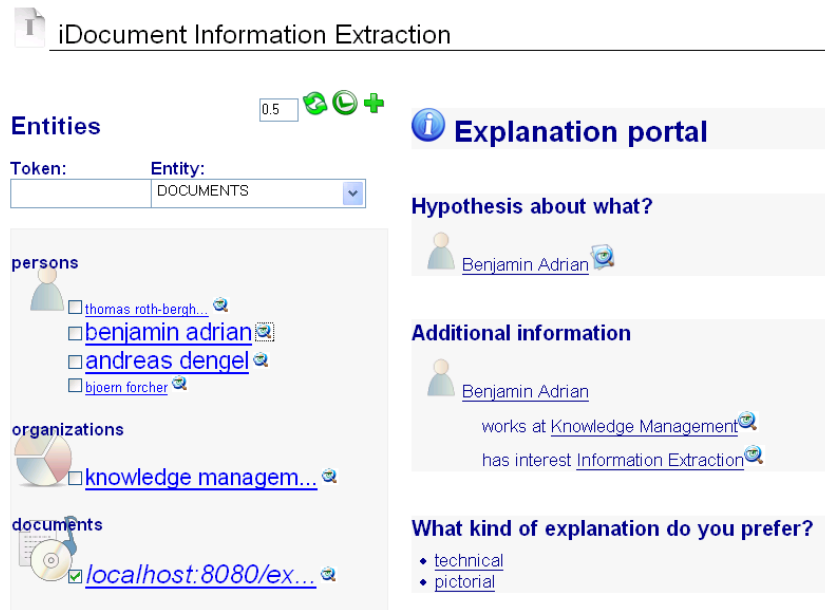 iDocument Information Extraction
0.5
Entities
Token: Entity:
DOCUMENTS
persons
thomas roth-bergh...
benjamin adrian
andreas dengel
bjoern forcher
organizations
knowledge managem...
documents
localhost:8080/ex...
Explanation portal
Hypothesis about what?
Benjamin Adrian
Additional information
Benjamin Adrian
works at Knowledge Management
has interest Information Extraction
What kind of explanation do you prefer?
technical
pictorial